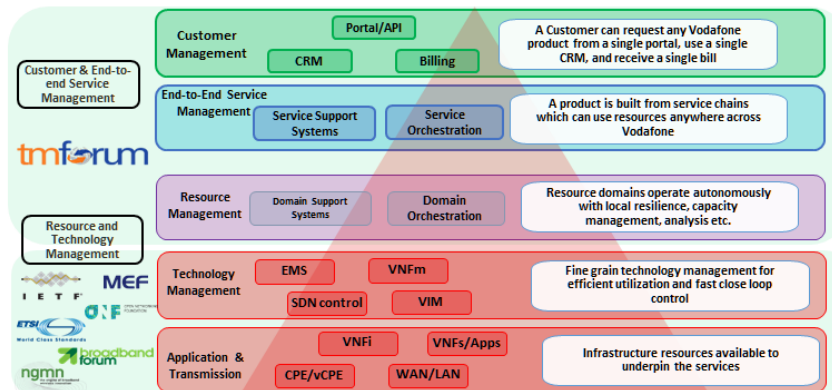 Customer & End-to-
end Service
Management
tmforum
Resource and
Technology
Management
I E T F
MEF
OPEN NETWORKING
FOUNDATION
ETSI
World Class Standards
broadband
forum
ngmn
Customer
Management
Portal/API
CRM
Billing
A Customer can request any Vodafone
product from a single portal, use a single
CRM, and receive a single bill
End-to-End Service
Management
Service Support
Systems
Service
Orchestration
A product is built from service chains
which can use resources anywhere across
Vodafone
Resource
Management
Domain Support
Systems
Domain
Orchestration
Resource domains operate autonomously
with local resilience, capacity
management, analysis etc.
Technology
Management
EMS
VNFm
SDN control
VIM
Fine grain technology management for
efficient utilization and fast close loop
control
Application &
Transmission
VNFi
VNFs/Apps
CPE/vCPE
WAN/LAN
Infrastructure resources available to
underpin the services